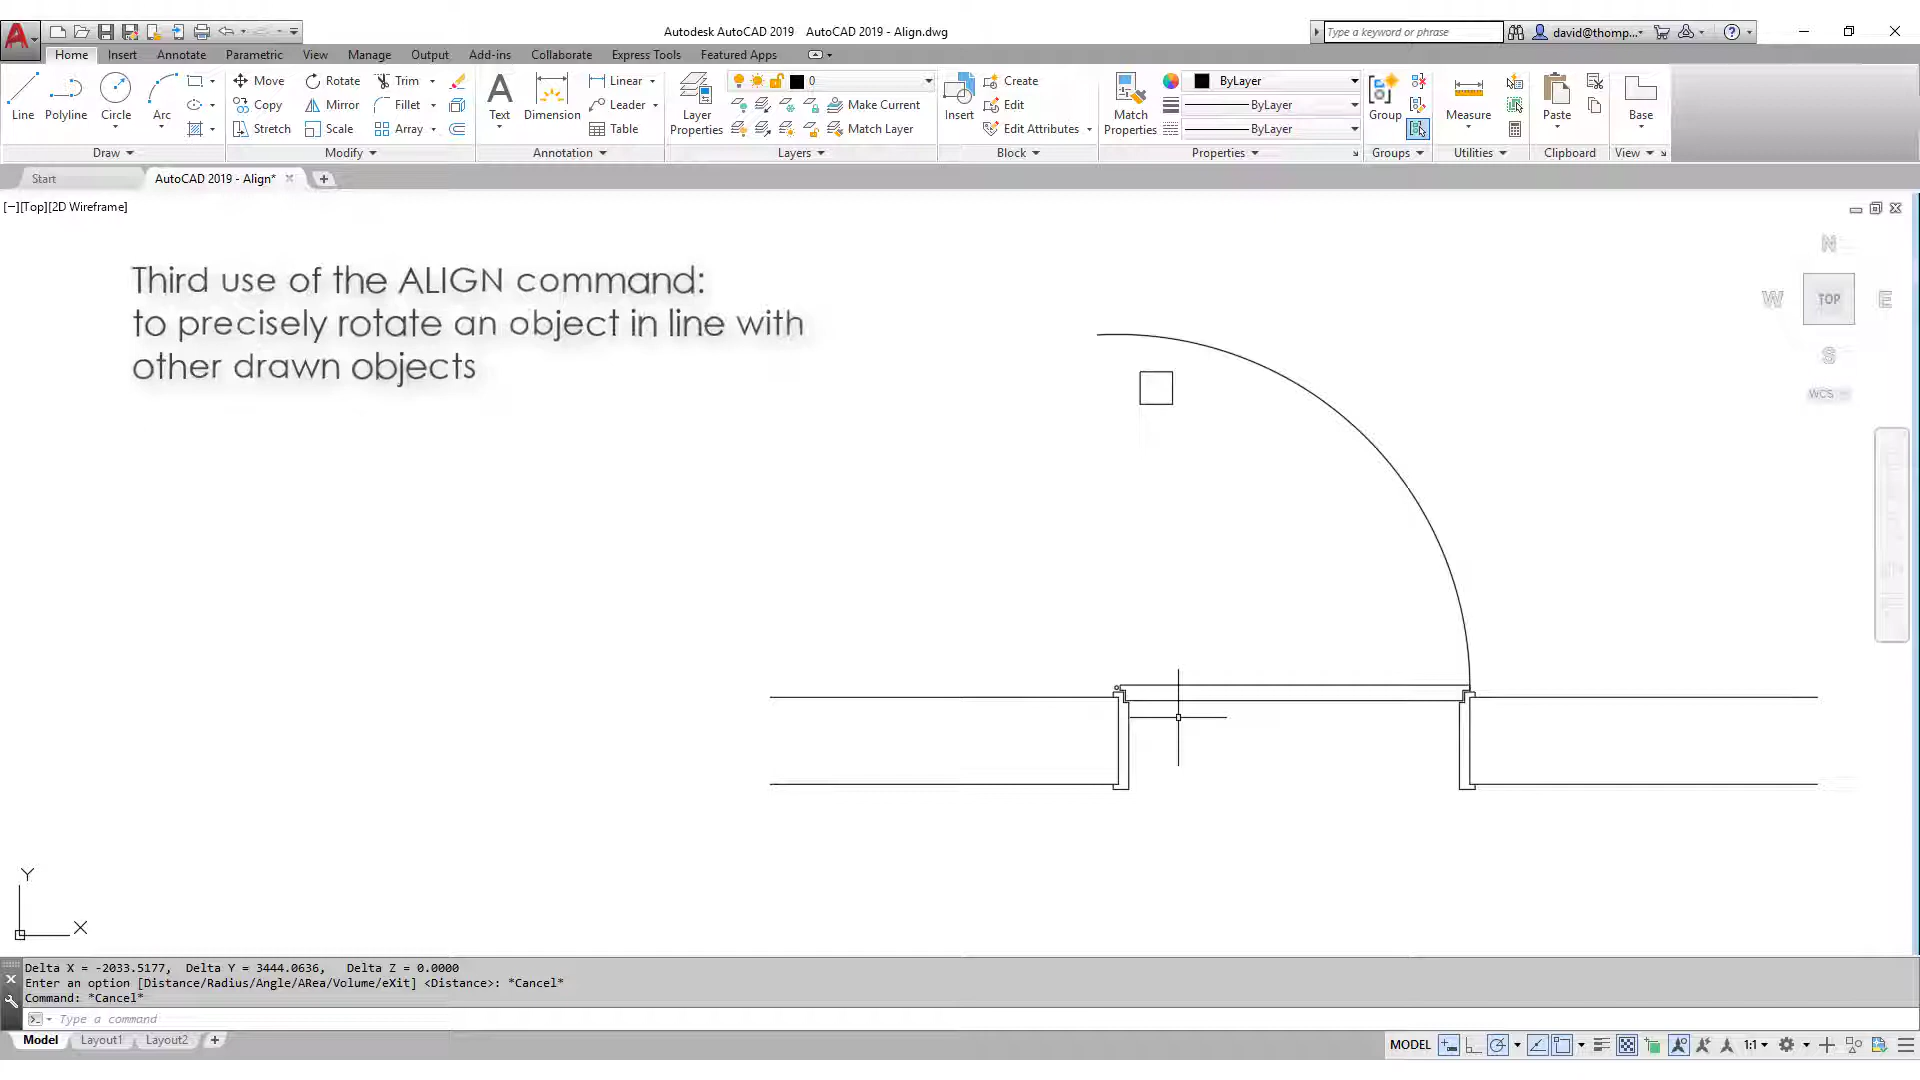 Autodesk AutoCAD 2019 AutoCAD 2019 - Align.dwg
Type a keyword or phrase
david@thomp...
Home Insert Annotate Parametric View Manage Output Add-ins Collaborate Express Tools Featured Apps
Line Polyline Circle Arc
Move Rotate Trim
Copy Mirror Fillet
Stretch Scale Array
Text Dimension
Linear
Leader
Table
Layer Properties
0
Make Current
Match Layer
Insert
Create
Edit
Edit Attributes
Match Properties
ByLayer
ByLayer
ByLayer
Group
Measure
Paste
Base
Draw Modify Annotation Layers Block Properties Groups Utilities Clipboard View
Start AutoCAD 2019 - Align*
[−][Top][2D Wireframe]
Third use of the ALIGN command:
to precisely rotate an object in line with
other drawn objects
N
W TOP E
S
WCS
Y
X
Delta X = -2033.5177, Delta Y = 3444.0636, Delta Z = 0.0000
Enter an option [Distance/Radius/Angle/ARea/Volume/eXit] <Distance>: *Cancel*
Command: *Cancel*
Type a command
Model Layout1 Layout2
MODEL 1:1